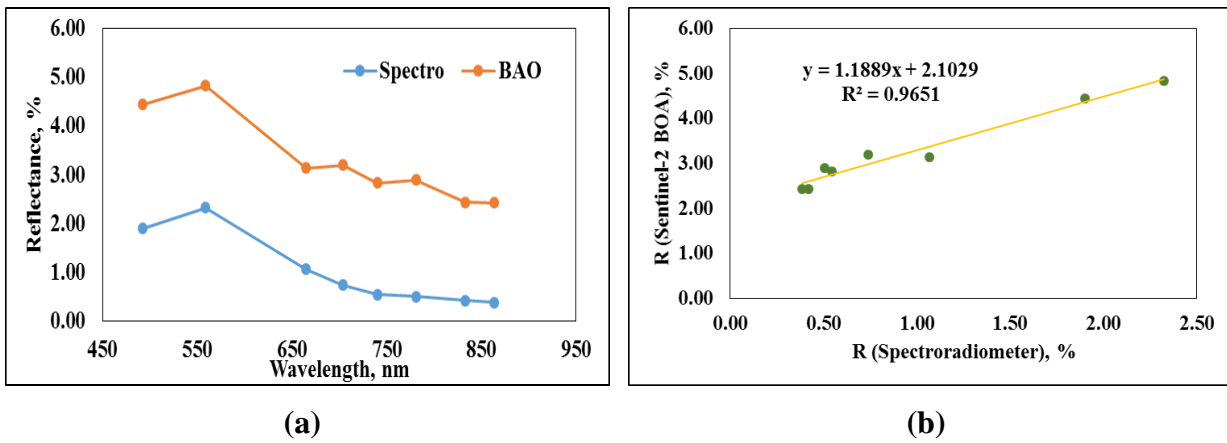 6.00
5.00
4.00
3.00
2.00
1.00
0.00
Reflectance, %
Spectro BAO
450 550 650 750 850 950
Wavelength, nm
(a)
6.00
5.00
4.00
3.00
2.00
1.00
0.00
R (Sentinel-2 BOA), %
y = 1.1889x + 2.1029
R² = 0.9651
0.00 0.50 1.00 1.50 2.00 2.50
R (Spectroradiometer), %
(b)